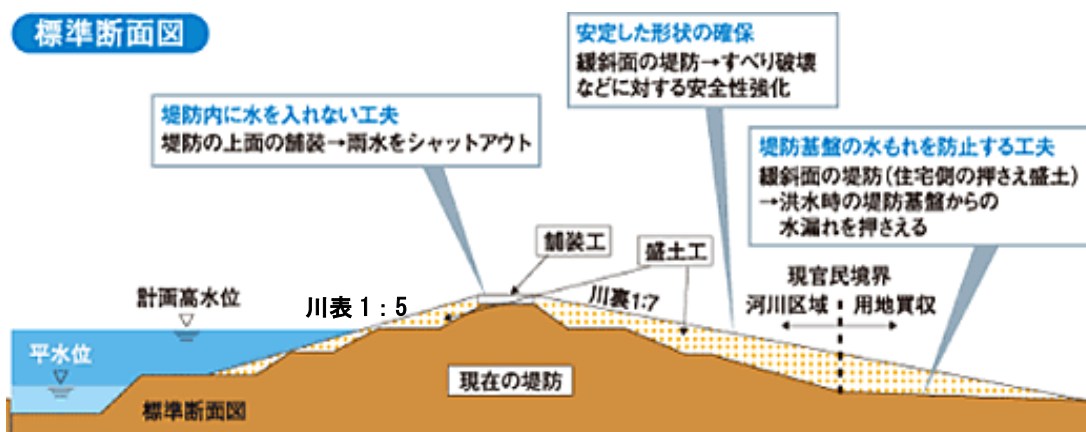 標準断面図
安定した形状の確保
緩斜面の堤防→すべり破壊
などに対する安全性強化
堤防内に水を入れない工夫
堤防の上面の舗装→雨水をシャットアウト
堤防基盤の水もれを防止する工夫
緩斜面の堤防(住宅側の押さえ盛土)
→洪水時の堤防基盤からの
水漏れを押さえる
舗装工
盛土工
現官民境界
河川区域
用地買収
計画高水位
川表1:5
川裏1:7
平水位
現在の堤防
標準断面図